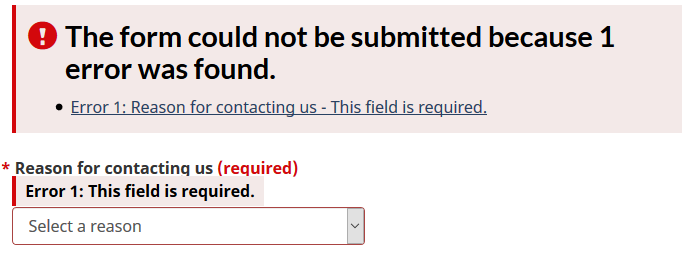 The form could not be submitted because 1
error was found.
Error 1: Reason for contacting us - This field is required.
* Reason for contacting us (required)
Error 1: This field is required.
Select a reason